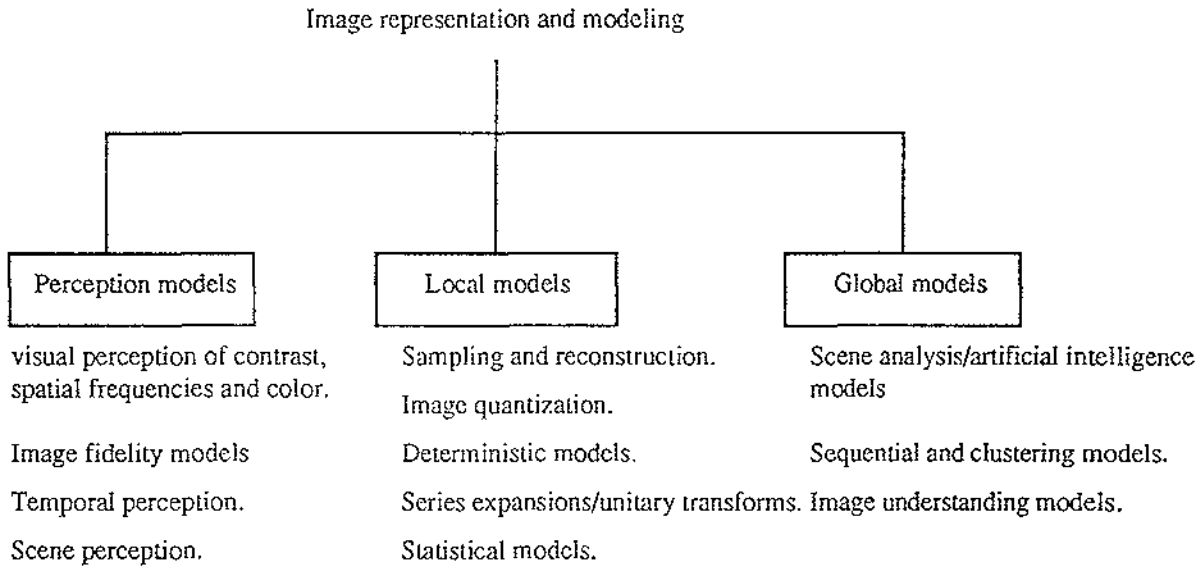 Image representation and modeling
Perception models
visual perception of contrast,
spatial frequencies and color.
Image fidelity models
Temporal perception.
Scene perception.
Local models
Sampling and reconstruction.
Image quantization.
Deterministic models.
Series expansions/unitary transforms.
Statistical models.
Global models
Scene analysis/artificial intelligence
models
Sequential and clustering models.
Image understanding models.